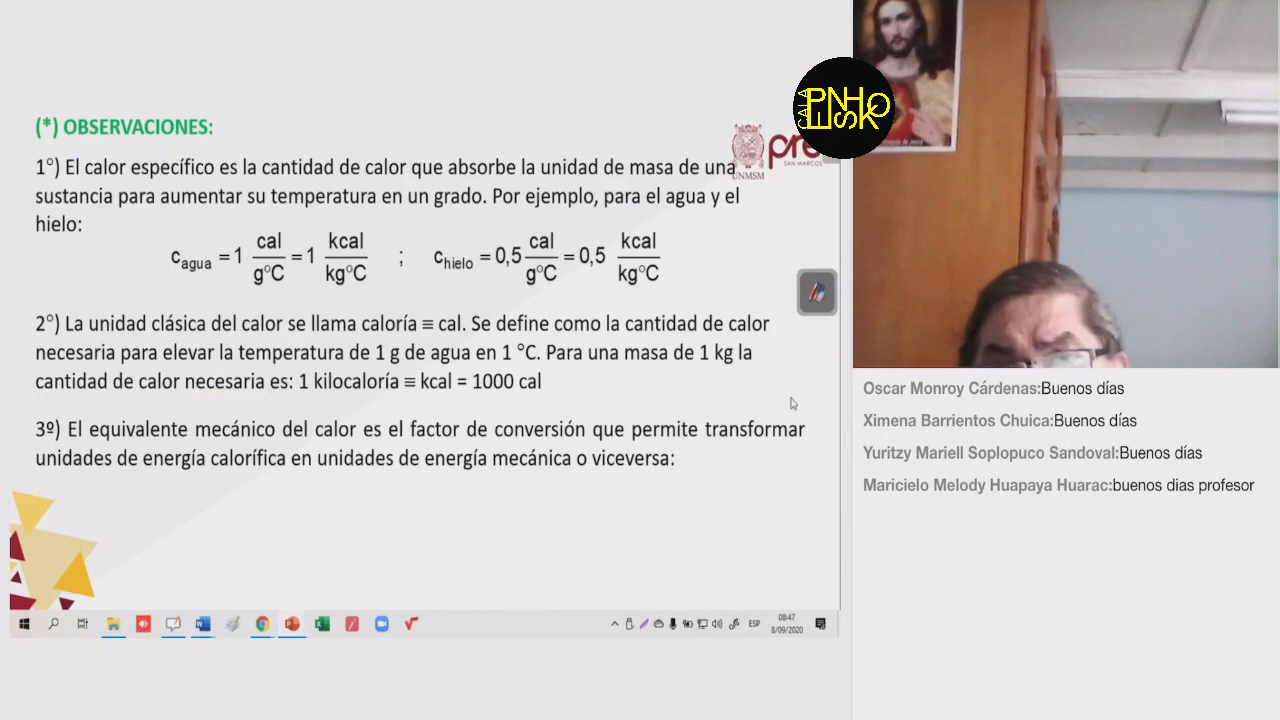 (*) OBSERVACIONES:
1°) El calor específico es la cantidad de calor que absorbe la unidad de masa de una
sustancia para aumentar su temperatura en un grado. Por ejemplo, para el agua y el
hielo:
c_agua = 1 cal/g°C = 1 kcal/kg°C ; c_hielo = 0,5 cal/g°C = 0,5 kcal/kg°C
2°) La unidad clásica del calor se llama caloría ≡ cal. Se define como la cantidad de calor
necesaria para elevar la temperatura de 1 g de agua en 1 °C. Para una masa de 1 kg la
cantidad de calor necesaria es: 1 kilocaloría ≡ kcal = 1000 cal
3º) El equivalente mecánico del calor es el factor de conversión que permite transformar
unidades de energía calorífica en unidades de energía mecánica o viceversa:
UNMSM
pre
SAN MARCOS
ESP
08:47
8/09/2020
Oscar Monroy Cárdenas:Buenos días
Ximena Barrientos Chuica:Buenos días
Yuritzy Mariell Soplopuco Sandoval:Buenos días
Maricielo Melody Huapaya Huarac:buenos dias profesor